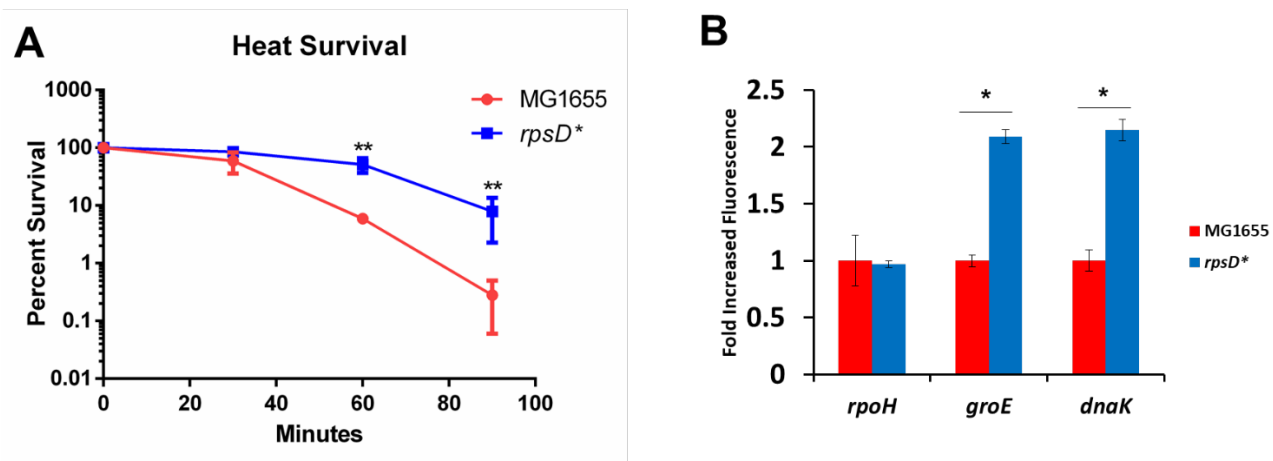 A
Heat Survival
Percent Survival
1000
100
10
1
0.1
0.01
0
20
40
60
80
100
Minutes
MG1655
rpsD*
**
**
B
Fold Increased Fluorescence
2.5
2
1.5
1
0.5
0
*
*
rpoH
groE
dnaK
MG1655
rpsD*